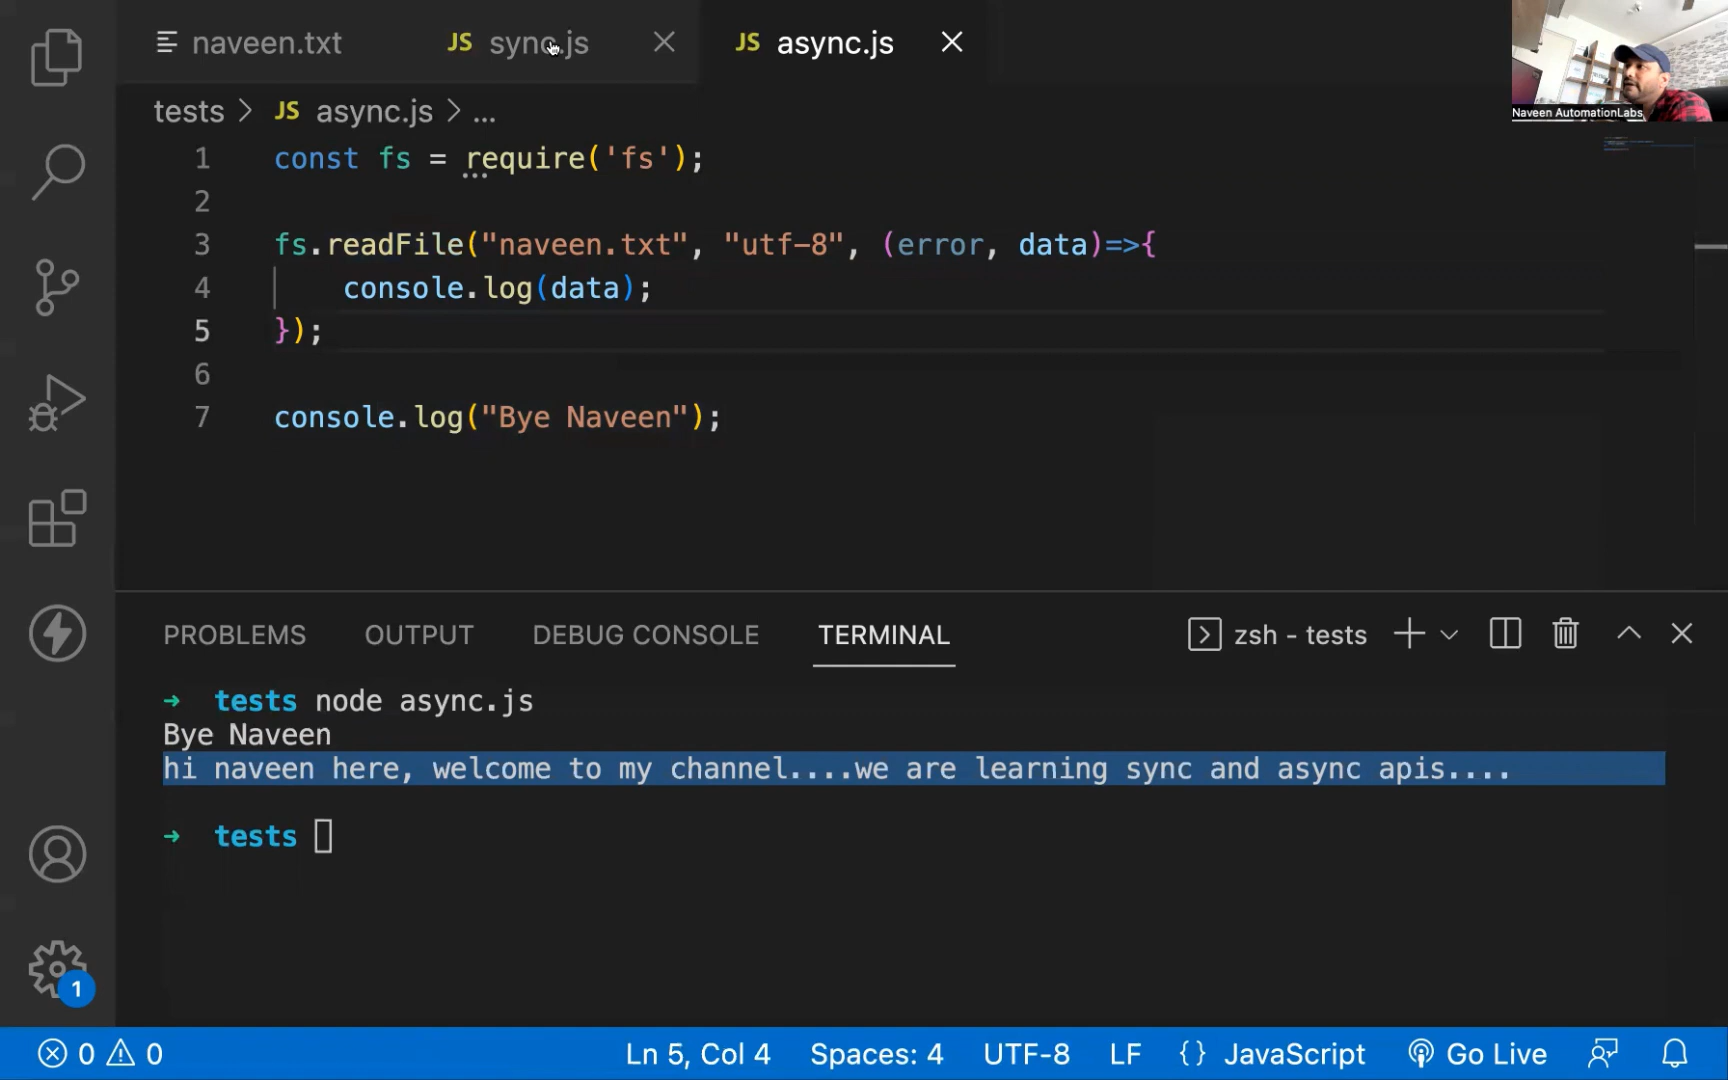 naveen.txt JS sync.js JS async.js
Naveen AutomationLabs
tests > JS async.js > ...
1 const fs = require('fs');
2
3 fs.readFile("naveen.txt", "utf-8", (error, data)=>{
4 console.log(data);
5 });
6
7 console.log("Bye Naveen");
PROBLEMS OUTPUT DEBUG CONSOLE TERMINAL zsh - tests
→ tests node async.js
Bye Naveen
hi naveen here, welcome to my channel....we are learning sync and async apis....
→ tests
1
0 0 Ln 5, Col 4 Spaces: 4 UTF-8 LF {} JavaScript Go Live